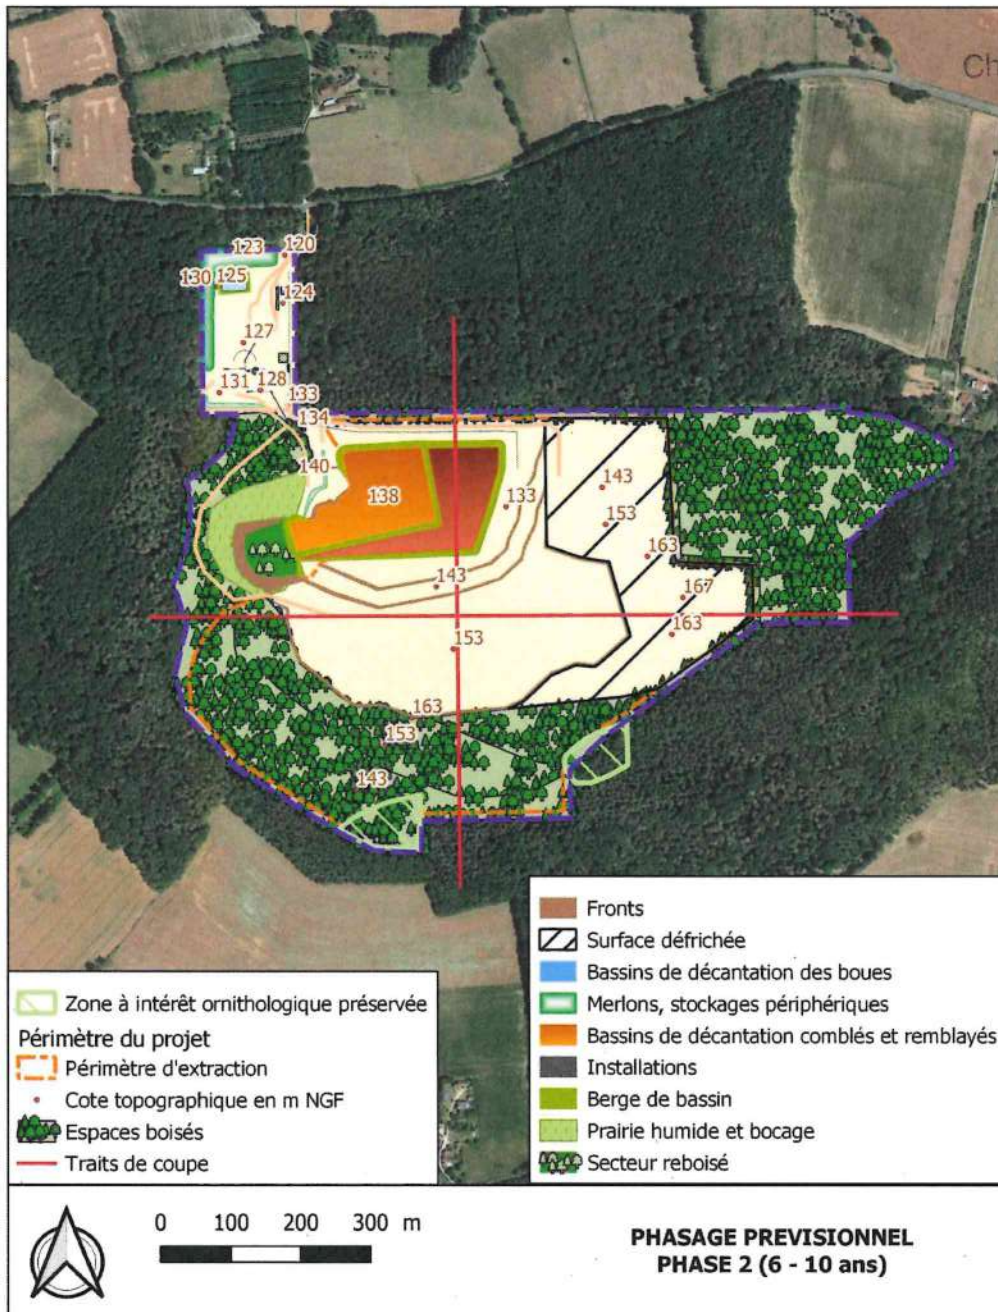 Ch
123
120
130
125
124
127
131
128
133
134
140
138
133
143
153
163
143
167
163
153
163
153
143
Fronts
Surface défrichée
Bassins de décantation des boues
Merlons, stockages périphériques
Bassins de décantation comblés et remblayés
Installations
Berge de bassin
Prairie humide et bocage
Secteur reboisé
Zone à intérêt ornithologique préservée
Périmètre du projet
Périmètre d'extraction
Cote topographique en m NGF
Espaces boisés
Traits de coupe
0 100 200 300 m
PHASAGE PREVISIONNEL
PHASE 2 (6 - 10 ans)